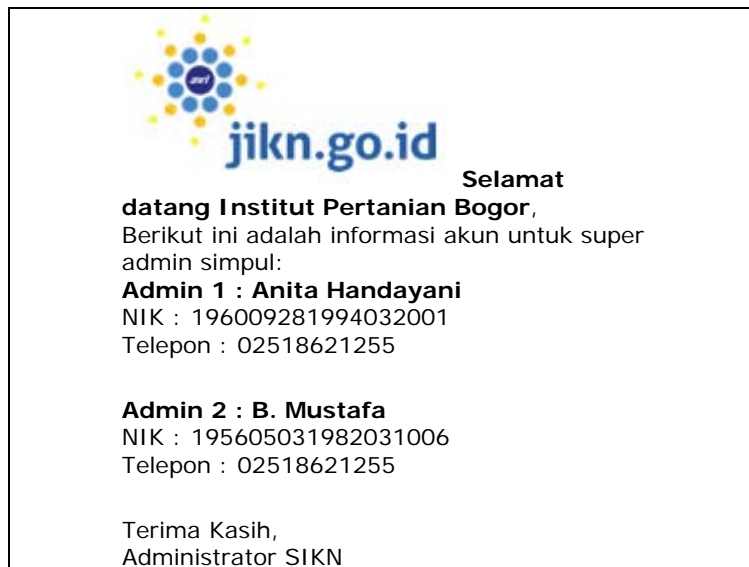 anri
jikn.go.id
Selamat
datang Institut Pertanian Bogor,
Berikut ini adalah informasi akun untuk super
admin simpul:
Admin 1 : Anita Handayani
NIK : 196009281994032001
Telepon : 02518621255
Admin 2 : B. Mustafa
NIK : 195605031982031006
Telepon : 02518621255
Terima Kasih,
Administrator SIKN